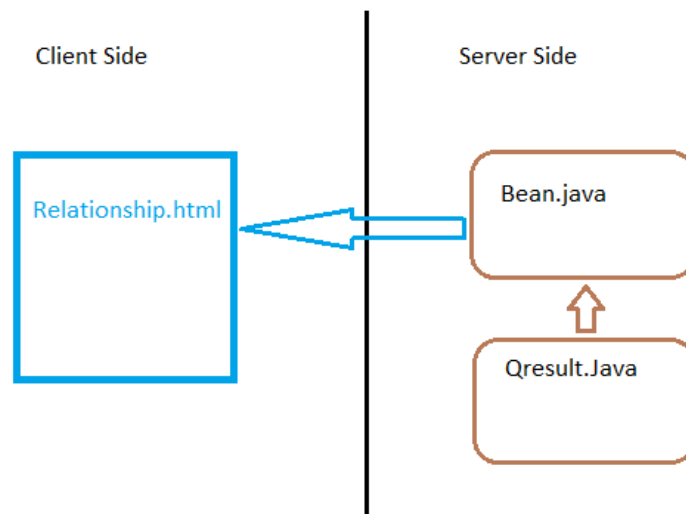 Client Side
Server Side
Relationship.html
Bean.java
Qresult.Java